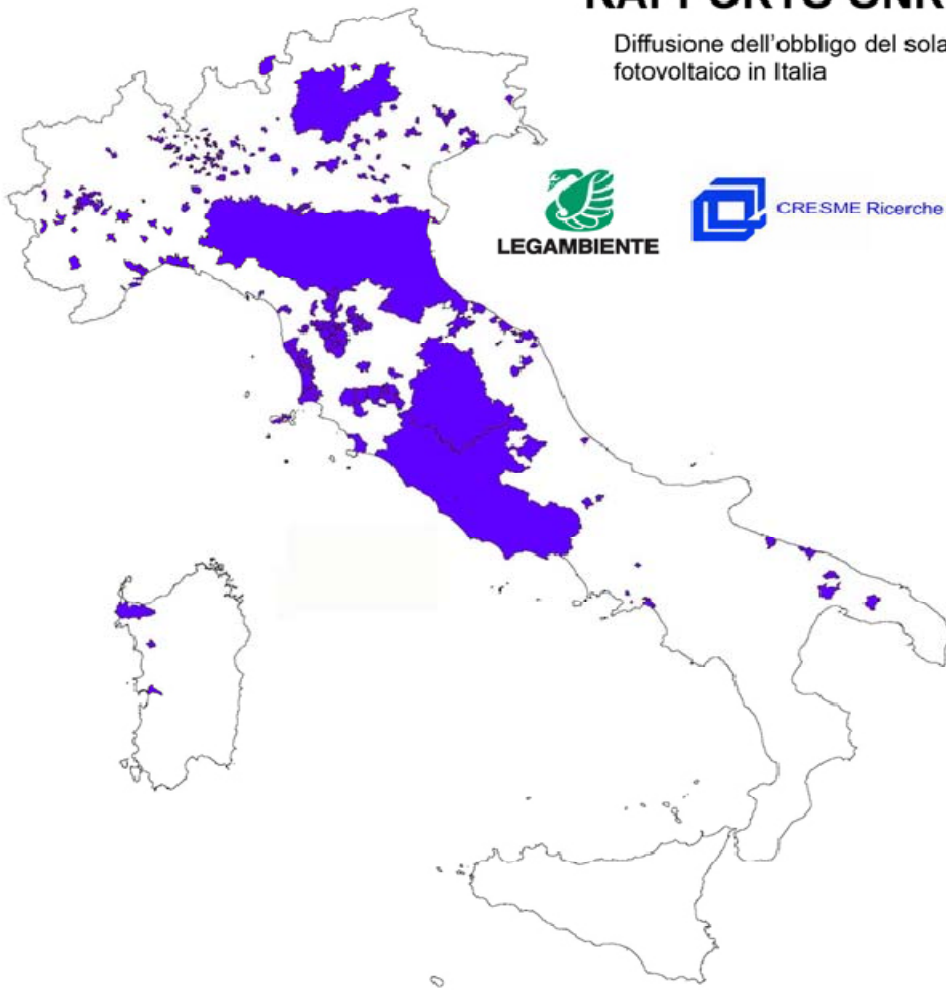 Diffusione dell'obbligo del sola
fotovoltaico in Italia
LEGAMBIENTE
CRESME Ricerche